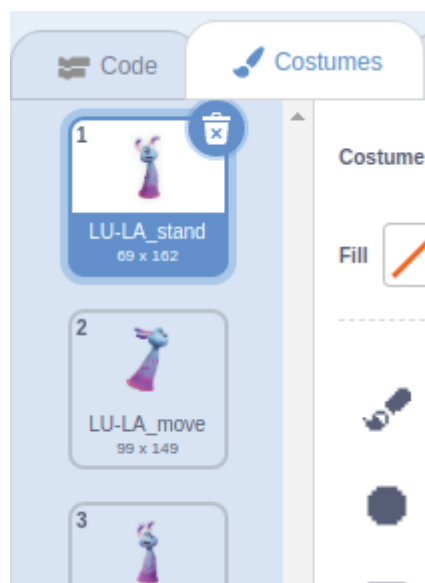 Code
Costumes
1
LU-LA_stand
69 x 162
Costume
Fill
2
LU-LA_move
99 x 149
3